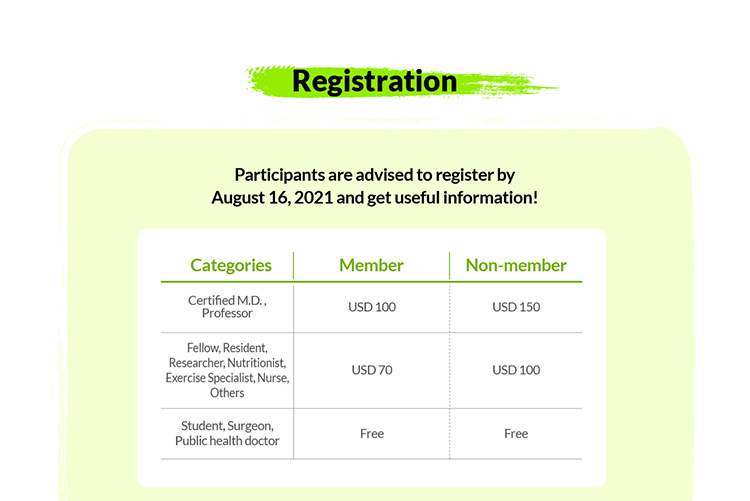 Registration
Participants are advised to register by
August 16, 2021 and get useful information!
Categories Member Non-member
Certified M.D. ,
Professor
USD 100 USD 150
Fellow, Resident,
Researcher, Nutritionist,
Exercise Specialist, Nurse,
Others
USD 70 USD 100
Student, Surgeon,
Public health doctor
Free Free